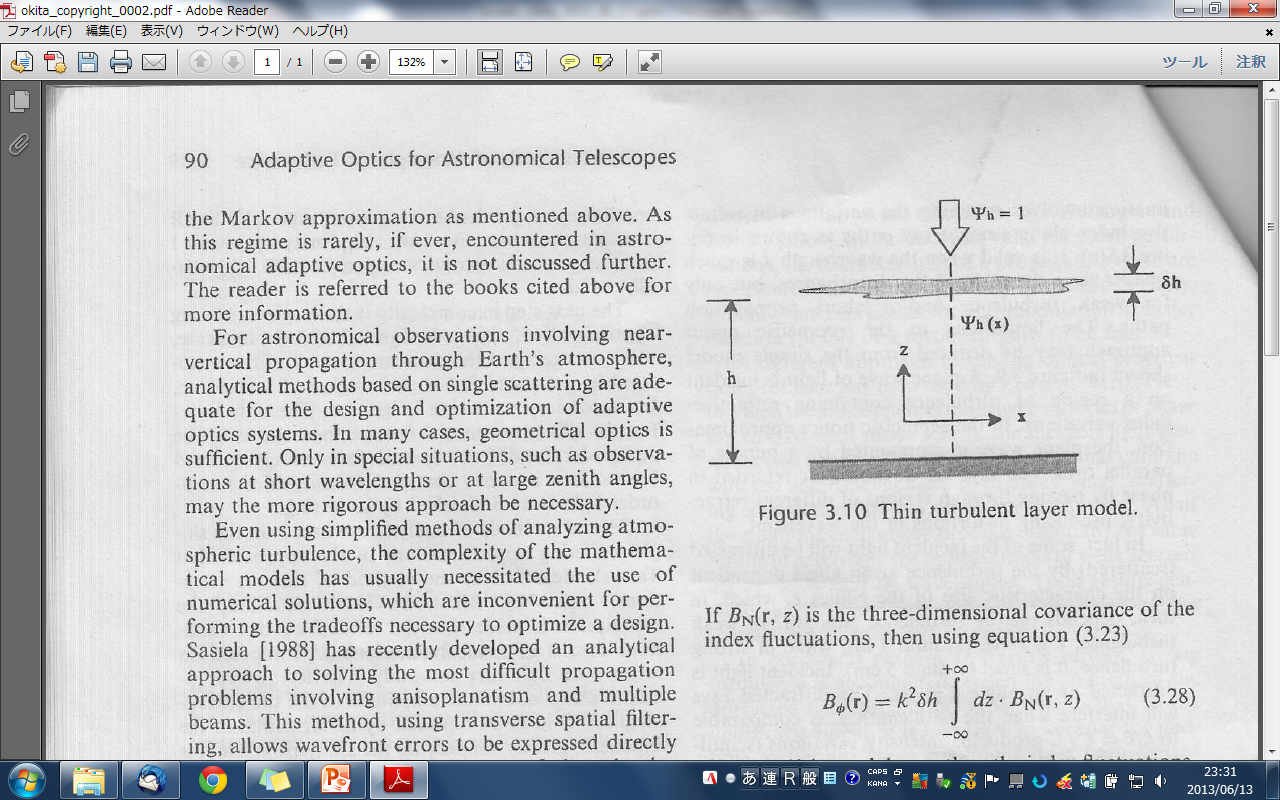 okita_copyright_0002.pdf - Adobe Reader
ファイル(F) 編集(E) 表示(V) ウィンドウ(W) ヘルプ(H)
1 / 1 132% ツール 注釈
90 Adaptive Optics for Astronomical Telescopes
the Markov approximation as mentioned above. As
this regime is rarely, if ever, encountered in astro-
nomical adaptive optics, it is not discussed further.
The reader is referred to the books cited above for
more information.
For astronomical observations involving near-
vertical propagation through Earth's atmosphere,
analytical methods based on single scattering are ade-
quate for the design and optimization of adaptive
optics systems. In many cases, geometrical optics is
sufficient. Only in special situations, such as observa-
tions at short wavelengths or at large zenith angles,
may the more rigorous approach be necessary.
Even using simplified methods of analyzing atmo-
spheric turbulence, the complexity of the mathema-
tical models has usually necessitated the use of
numerical solutions, which are inconvenient for per-
forming the tradeoffs necessary to optimize a design.
Sasiela [1988] has recently developed an analytical
approach to solving the most difficult propagation
problems involving anisoplanatism and multiple
beams. This method, using transverse spatial filter-
ing, allows wavefront errors to be expressed directly
Ψh = 1
δh
Ψh (x)
z
h
x
Figure 3.10 Thin turbulent layer model.
If BN(r, z) is the three-dimensional covariance of the
index fluctuations, then using equation (3.23)
+∞
Bϕ(r) = k²δh ∫ dz · BN(r, z) (3.28)
−∞
あ 連 R 般 CAPS KANA 23:31
2013/06/13